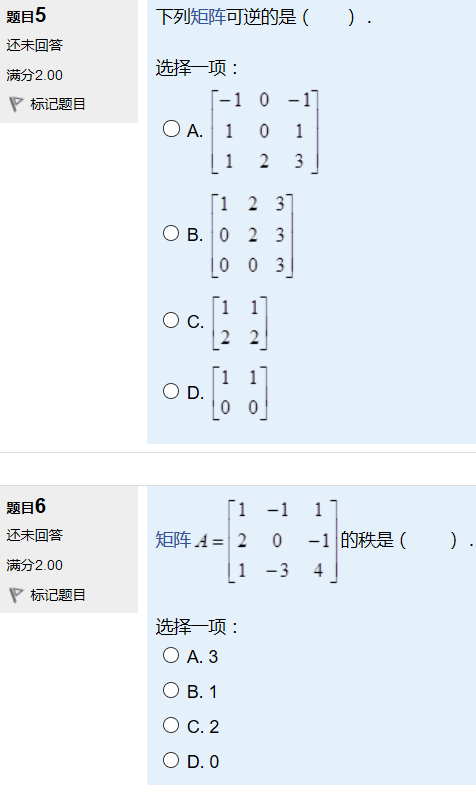 题目5
还未回答
满分2.00
标记题目
下列矩阵可逆的是（　　）.
选择一项：
A. [-1 0 -1
1 0 1
1 2 3]
B. [1 2 3
0 2 3
0 0 3]
C. [1 1
2 2]
D. [1 1
0 0]
题目6
还未回答
满分2.00
标记题目
矩阵 A = [1 -1 1
2 0 -1
1 -3 4] 的秩是（　　）.
选择一项：
A. 3
B. 1
C. 2
D. 0